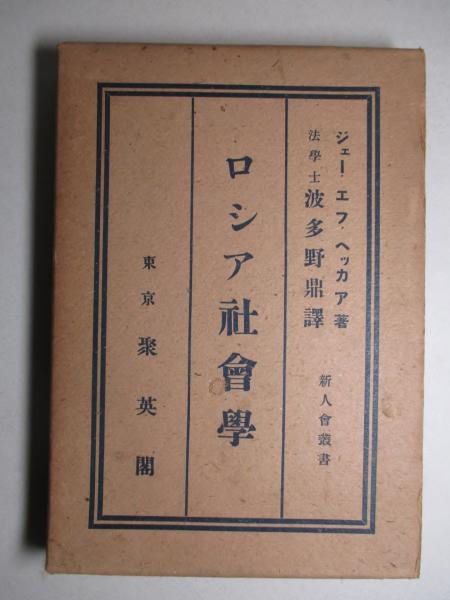 ジェー・エフ・ヘッカア著
法學士 波多野鼎譯
新人會叢書
ロシア社會學
東京 聚英閣